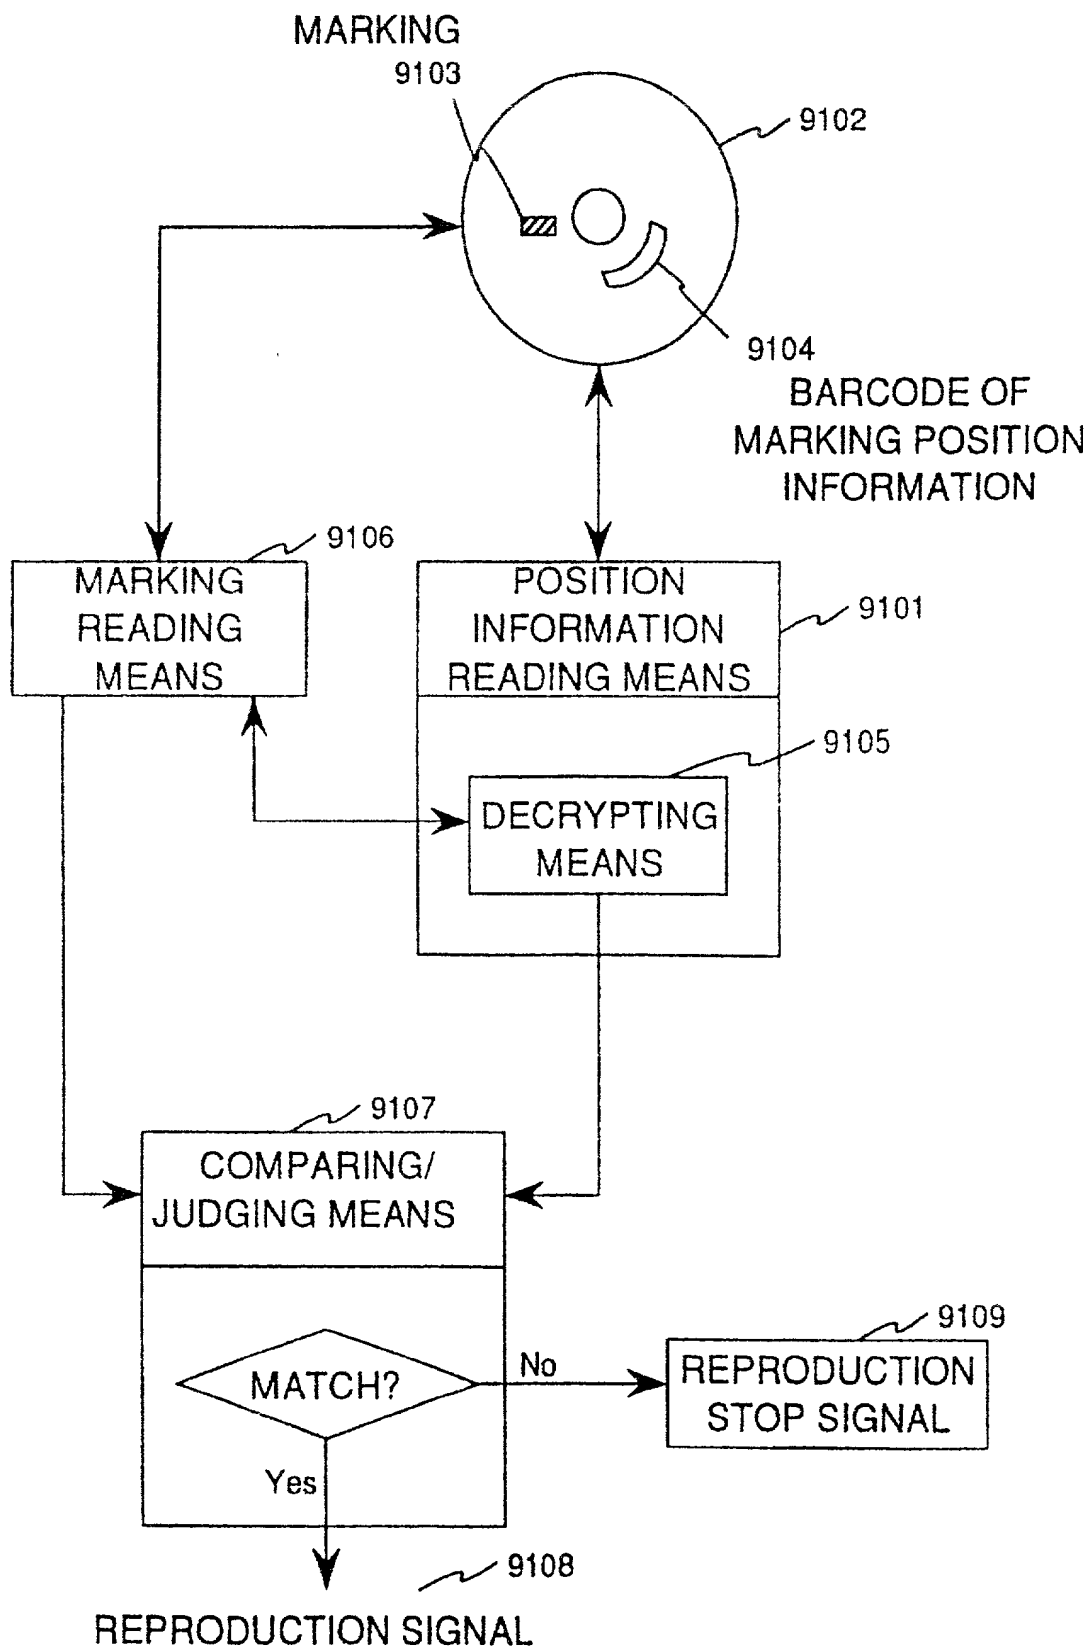 MARKING
9103
9102
9104
BARCODE OF
MARKING POSITION
INFORMATION
9106
MARKING
READING
MEANS
POSITION
INFORMATION
READING MEANS
9101
9105
DECRYPTING
MEANS
9107
COMPARING/
JUDGING MEANS
MATCH?
No
Yes
9109
REPRODUCTION
STOP SIGNAL
9108
REPRODUCTION SIGNAL